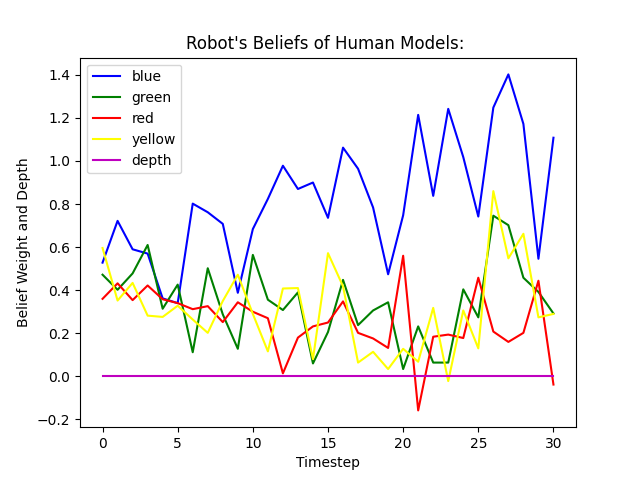 Robot's Beliefs of Human Models:
blue
green
red
yellow
depth
Belief Weight and Depth
1.4
1.2
1.0
0.8
0.6
0.4
0.2
0.0
−0.2
0 5 10 15 20 25 30
Timestep